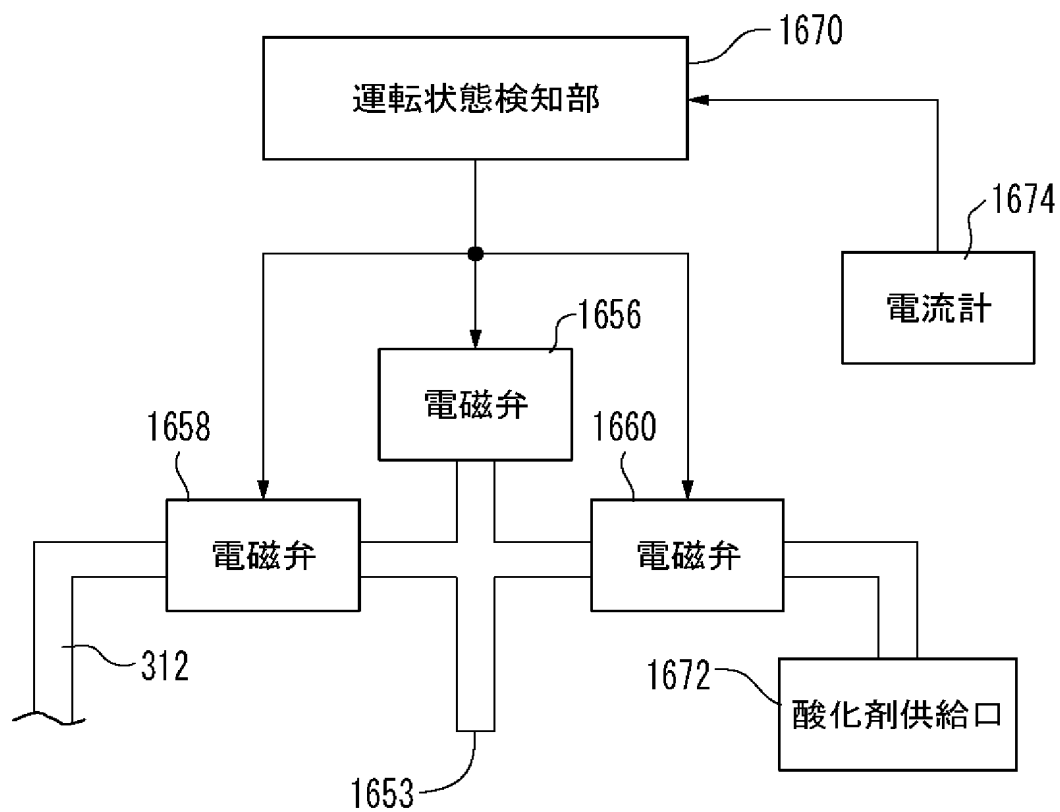 1670
運転状態検知部
1674
電流計
1656
電磁弁
1658
電磁弁
1660
電磁弁
312
1672
酸化剤供給口
1653